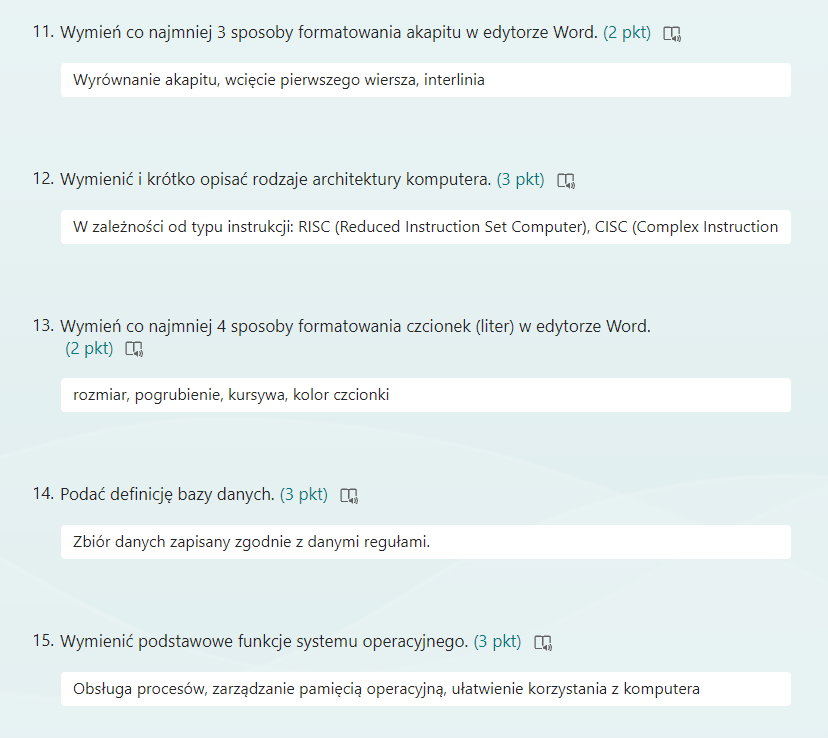 11. Wymień co najmniej 3 sposoby formatowania akapitu w edytorze Word. (2 pkt)
Wyrównanie akapitu, wcięcie pierwszego wiersza, interlinia
12. Wymienić i krótko opisać rodzaje architektury komputera. (3 pkt)
W zależności od typu instrukcji: RISC (Reduced Instruction Set Computer), CISC (Complex Instruction
13. Wymień co najmniej 4 sposoby formatowania czcionek (liter) w edytorze Word.
(2 pkt)
rozmiar, pogrubienie, kursywa, kolor czcionki
14. Podać definicję bazy danych. (3 pkt)
Zbiór danych zapisany zgodnie z danymi regułami.
15. Wymienić podstawowe funkcje systemu operacyjnego. (3 pkt)
Obsługa procesów, zarządzanie pamięcią operacyjną, ułatwienie korzystania z komputera